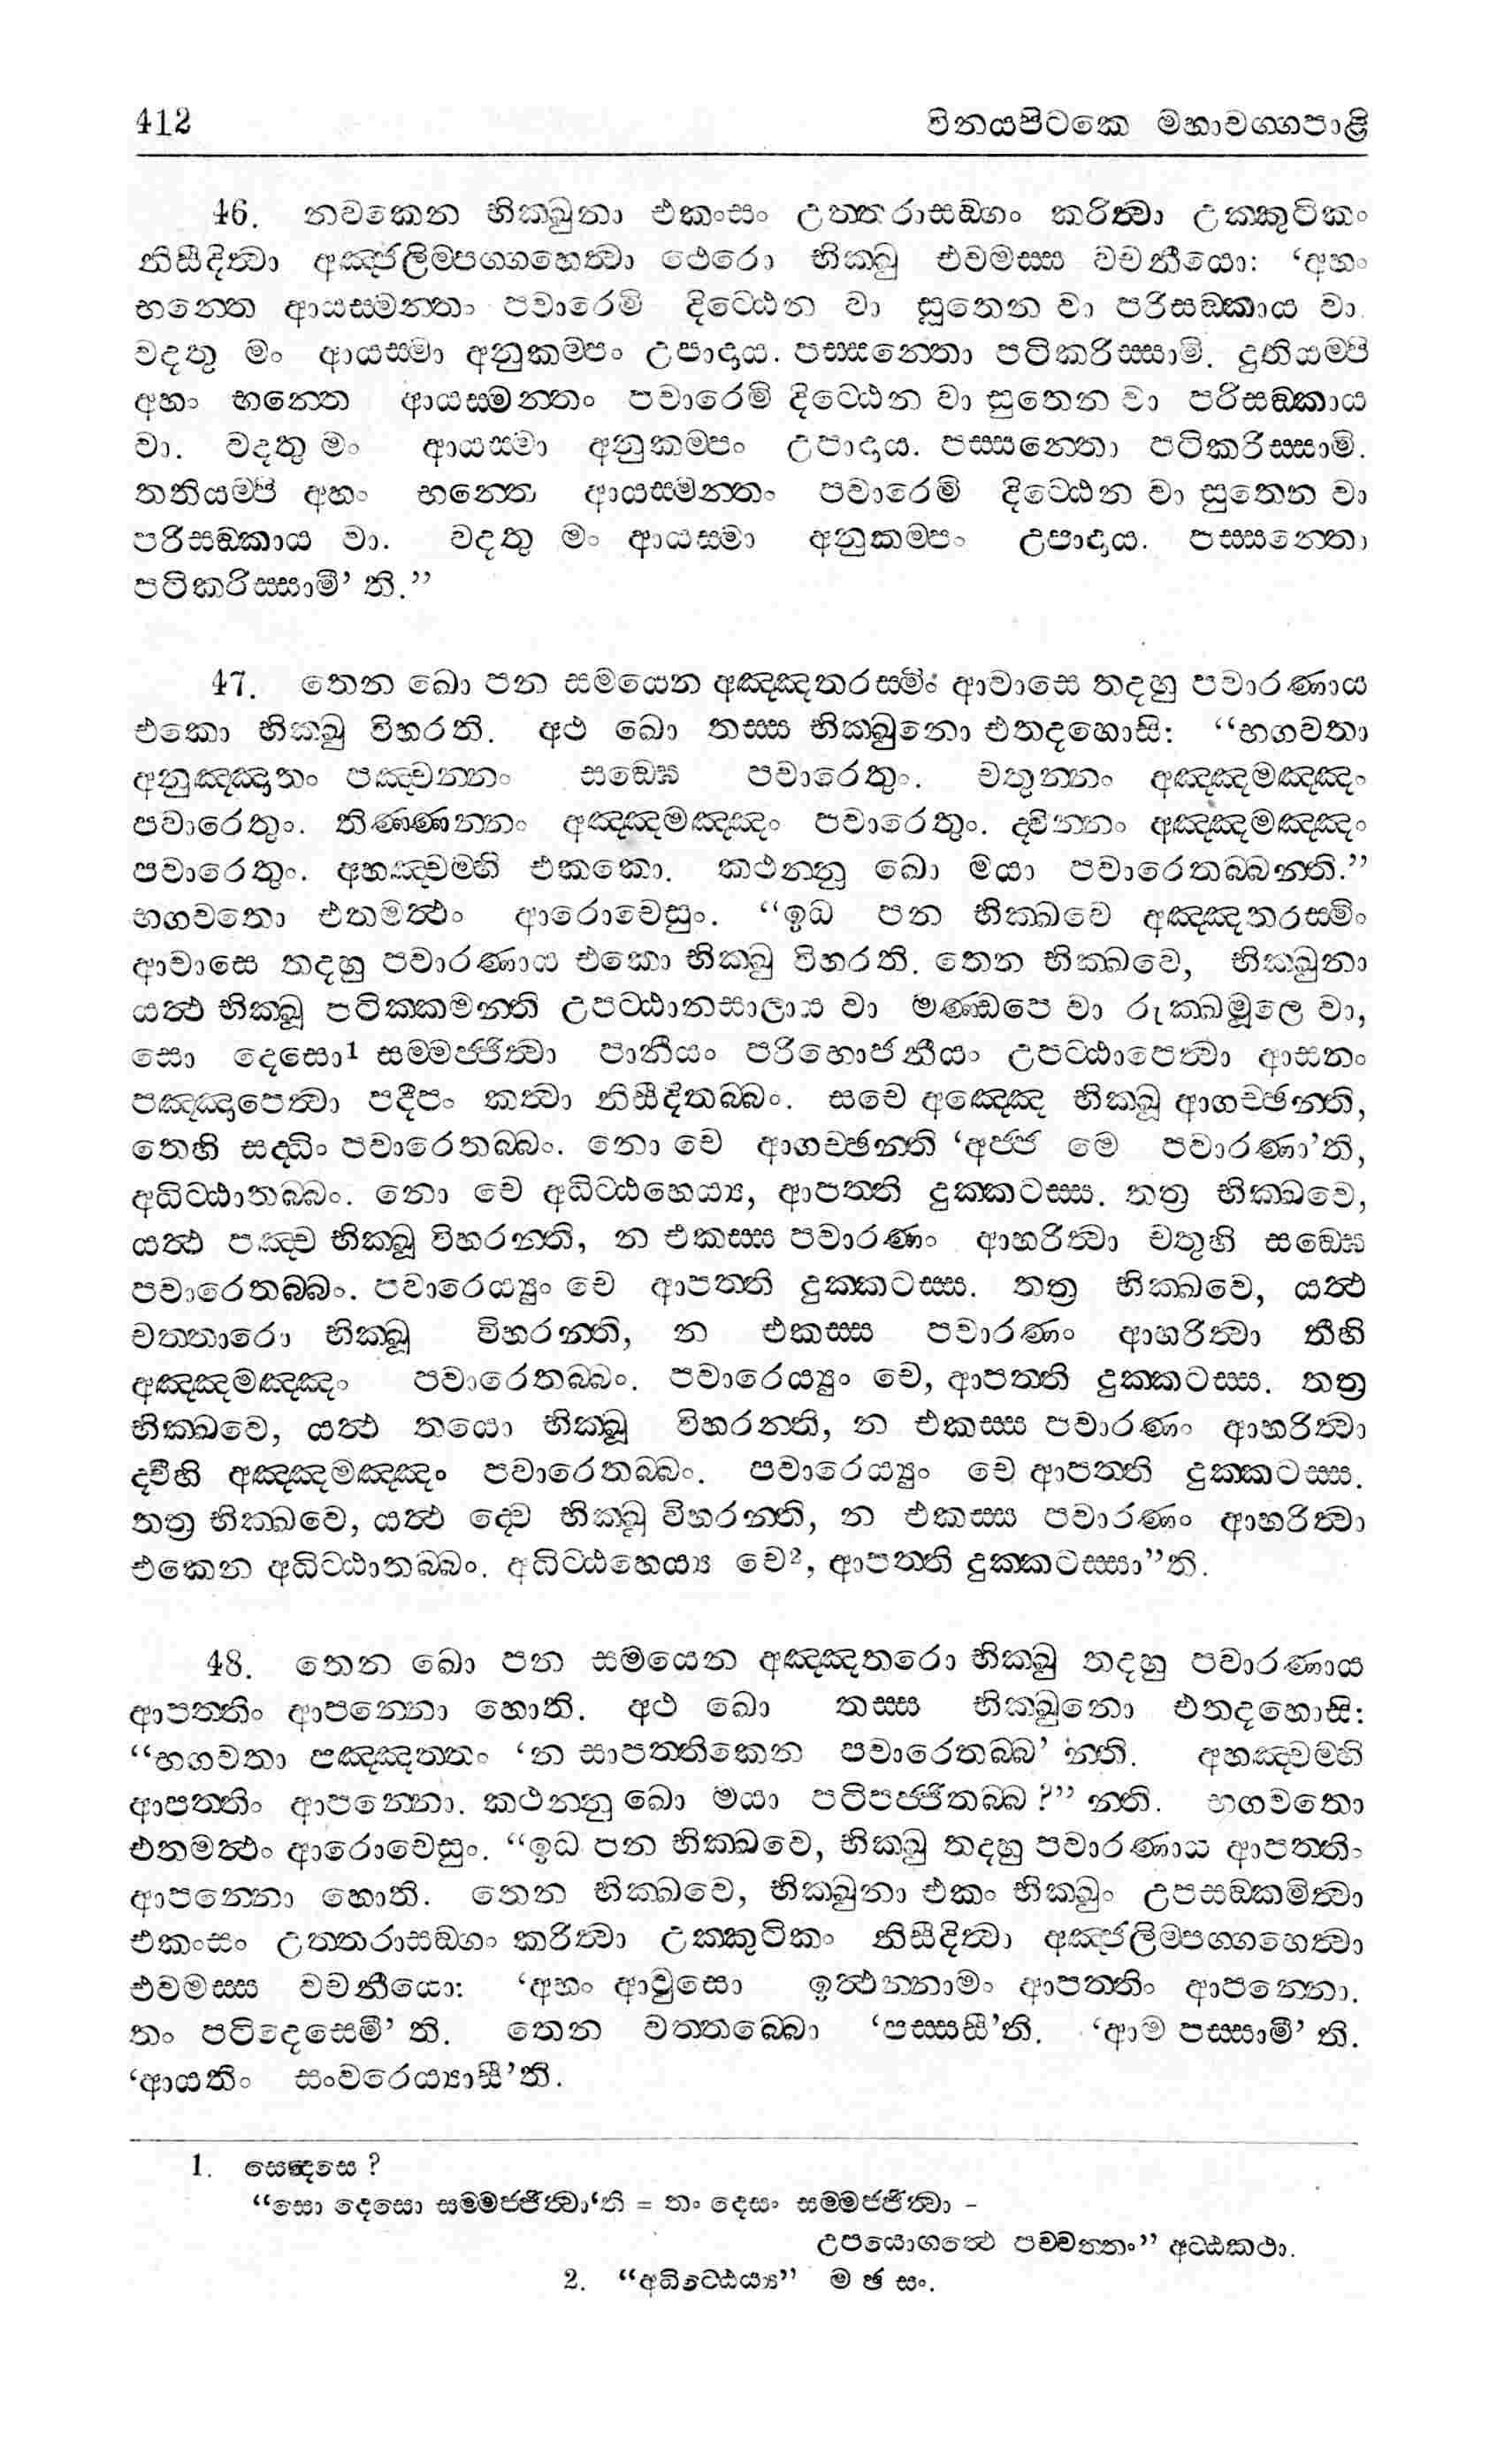 412 විනයපිටකෙ මහාවග්ගපාළි
46. නවකෙන භික්ඛුනා එකංසං උත්තරාසඞ්ගං කරිත්වා උක්කුටිකං
නිසීදිත්වා අඤ්ජලිම්පග්ගහෙත්වා ථෙරො භික්ඛු එවමස්ස වචනීයො: ‘අහං
භන්තෙ ආයස්මන්තං පවාරෙමි දිට්ඨෙන වා සුතෙන වා පරිසඞ්කාය වා.
වදතු මං ආයස්මා අනුකම්පං උපාදාය. පස්සන්තො පටිකරිස්සාමි. දුතියම්පි
අහං භන්තෙ ආයස්මන්තං පවාරෙමි දිට්ඨෙන වා සුතෙන වා පරිසඞ්කාය
වා. වදතු මං ආයස්මා අනුකම්පං උපාදාය. පස්සන්තො පටිකරිස්සාමි.
තතියම්පි අහං භන්තෙ ආයස්මන්තං පවාරෙමි දිට්ඨෙන වා සුතෙන වා
පරිසඞ්කාය වා. වදතු මං ආයස්මා අනුකම්පං උපාදාය. පස්සන්තො
පටිකරිස්සාමී’ ති.”
47. තෙන ඛො පන සමයෙන අඤ්ඤතරස්මිං ආවාසෙ තදහු පවාරණාය
එකො භික්ඛු විහරති. අථ ඛො තස්ස භික්ඛුනො එතදහොසි: “භගවතා
අනුඤ්ඤාතං පඤ්චන්නං සඞ්ඝෙ පවාරෙතුං. චතුන්නං අඤ්ඤමඤ්ඤං
පවාරෙතුං. තිණ්ණන්නං අඤ්ඤමඤ්ඤං පවාරෙතුං. ද්වින්නං අඤ්ඤමඤ්ඤං
පවාරෙතුං. අහඤ්චම්හි එකකො. කථන්නු ඛො මයා පවාරෙතබ්බන්ති.”
භගවතො එතමත්ථං ආරොචෙසුං. “ඉධ පන භික්ඛවෙ අඤ්ඤතරස්මිං
ආවාසෙ තදහු පවාරණාය එකො භික්ඛු විහරති. තෙන භික්ඛවෙ, භික්ඛුනා
යත්ථ භික්ඛූ පටික්කමන්ති උපට්ඨානසාලාය වා මණ්ඩපෙ වා රුක්ඛමූලෙ වා,
සො දෙසො¹ සම්මජ්ජිත්වා පානීයං පරිභොජනීයං උපට්ඨාපෙත්වා ආසනං
පඤ්ඤාපෙත්වා පදීපං කත්වා නිසීදිතබ්බං. සචෙ අඤ්ඤෙ භික්ඛූ ආගච්ඡන්ති,
තෙහි සද්ධිං පවාරෙතබ්බං. නො චෙ ආගච්ඡන්ති ‘අජ්ජ මෙ පවාරණා’ති,
අධිට්ඨාතබ්බං. නො චෙ අධිට්ඨහෙය්‍ය, ආපත්ති දුක්කටස්ස. තත්‍ර භික්ඛවෙ,
යත්ථ පඤ්ච භික්ඛූ විහරන්ති, න එකස්ස පවාරණං ආහරිත්වා චතුහි සඞ්ඝෙ
පවාරෙතබ්බං. පවාරෙය්‍යුං චෙ ආපත්ති දුක්කටස්ස. තත්‍ර භික්ඛවෙ, යත්ථ
චත්තාරො භික්ඛූ විහරන්ති, න එකස්ස පවාරණං ආහරිත්වා තීහි
අඤ්ඤමඤ්ඤං පවාරෙතබ්බං. පවාරෙය්‍යුං චෙ, ආපත්ති දුක්කටස්ස. තත්‍ර
භික්ඛවෙ, යත්ථ තයො භික්ඛූ විහරන්ති, න එකස්ස පවාරණං ආහරිත්වා
ද්වීහි අඤ්ඤමඤ්ඤං පවාරෙතබ්බං. පවාරෙය්‍යුං චෙ ආපත්ති දුක්කටස්ස.
තත්‍ර භික්ඛවෙ, යත්ථ ද්වෙ භික්ඛූ විහරන්ති, න එකස්ස පවාරණං ආහරිත්වා
එකෙන අධිට්ඨාතබ්බං. අධිට්ඨහෙය්‍ය චෙ², ආපත්ති දුක්කටස්සා”ති.
48. තෙන ඛො පන සමයෙන අඤ්ඤතරො භික්ඛු තදහු පවාරණාය
ආපත්තිං ආපන්නො හොති. අථ ඛො තස්ස භික්ඛුනො එතදහොසි:
“භගවතා පඤ්ඤත්තං ‘න සාපත්තිකෙන පවාරෙතබ්බ’ න්ති. අහඤ්චම්හි
ආපත්තිං ආපන්නො. කථන්නු ඛො මයා පටිපජ්ජිතබ්බ ?” න්ති. භගවතො
එතමත්ථං ආරොචෙසුං. “ඉධ පන භික්ඛවෙ, භික්ඛු තදහු පවාරණාය ආපත්තිං
ආපන්නො හොති. තෙන භික්ඛවෙ, භික්ඛුනා එකං භික්ඛුං උපසඞ්කමිත්වා
එකංසං උත්තරාසඞ්ගං කරිත්වා උක්කුටිකං නිසීදිත්වා අඤ්ජලිම්පග්ගහෙත්වා
එවමස්ස වචනීයො: ‘අහං ආවුසො ඉත්ථන්නාමං ආපත්තිං ආපන්නො.
තං පටිදෙසෙමී’ ති. තෙන වත්තබ්බො ‘පස්සසී’ති. ‘ආම පස්සාමී’ ති.
‘ආයතිං සංවරෙය්‍යාසී’ති.
1. සෙදෙසෙ ?
“සො දෙසො සම්මජ්ජිත්වා‘ති = තං දෙසං සම්මජ්ජිත්වා -
උපයොගත්ථෙ පච්චත්තං” අට්ඨකථා.
2. “අධිට්ඨෙය්‍ය” ම ඡ සං.